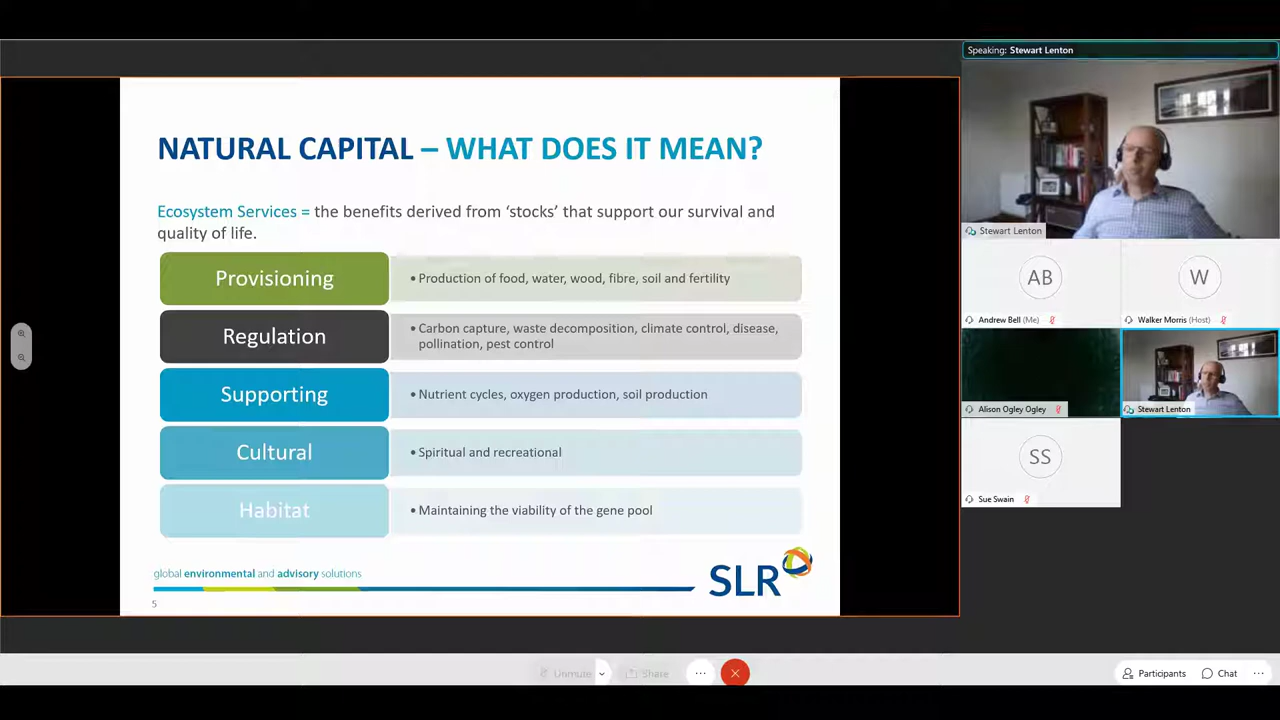 Speaking: Stewart Lenton
NATURAL CAPITAL – WHAT DOES IT MEAN?
Ecosystem Services = the benefits derived from ‘stocks’ that support our survival and
quality of life.
Provisioning
• Production of food, water, wood, fibre, soil and fertility
Regulation
• Carbon capture, waste decomposition, climate control, disease,
pollination, pest control
Supporting
• Nutrient cycles, oxygen production, soil production
Cultural
• Spiritual and recreational
Habitat
• Maintaining the viability of the gene pool
global environmental and advisory solutions
SLR
5
Stewart Lenton
AB
W
Andrew Bell (Me)
Walker Morris (Host)
Alison Ogley Ogley
Stewart Lenton
SS
Sue Swain
Unmute
Share
Participants
Chat